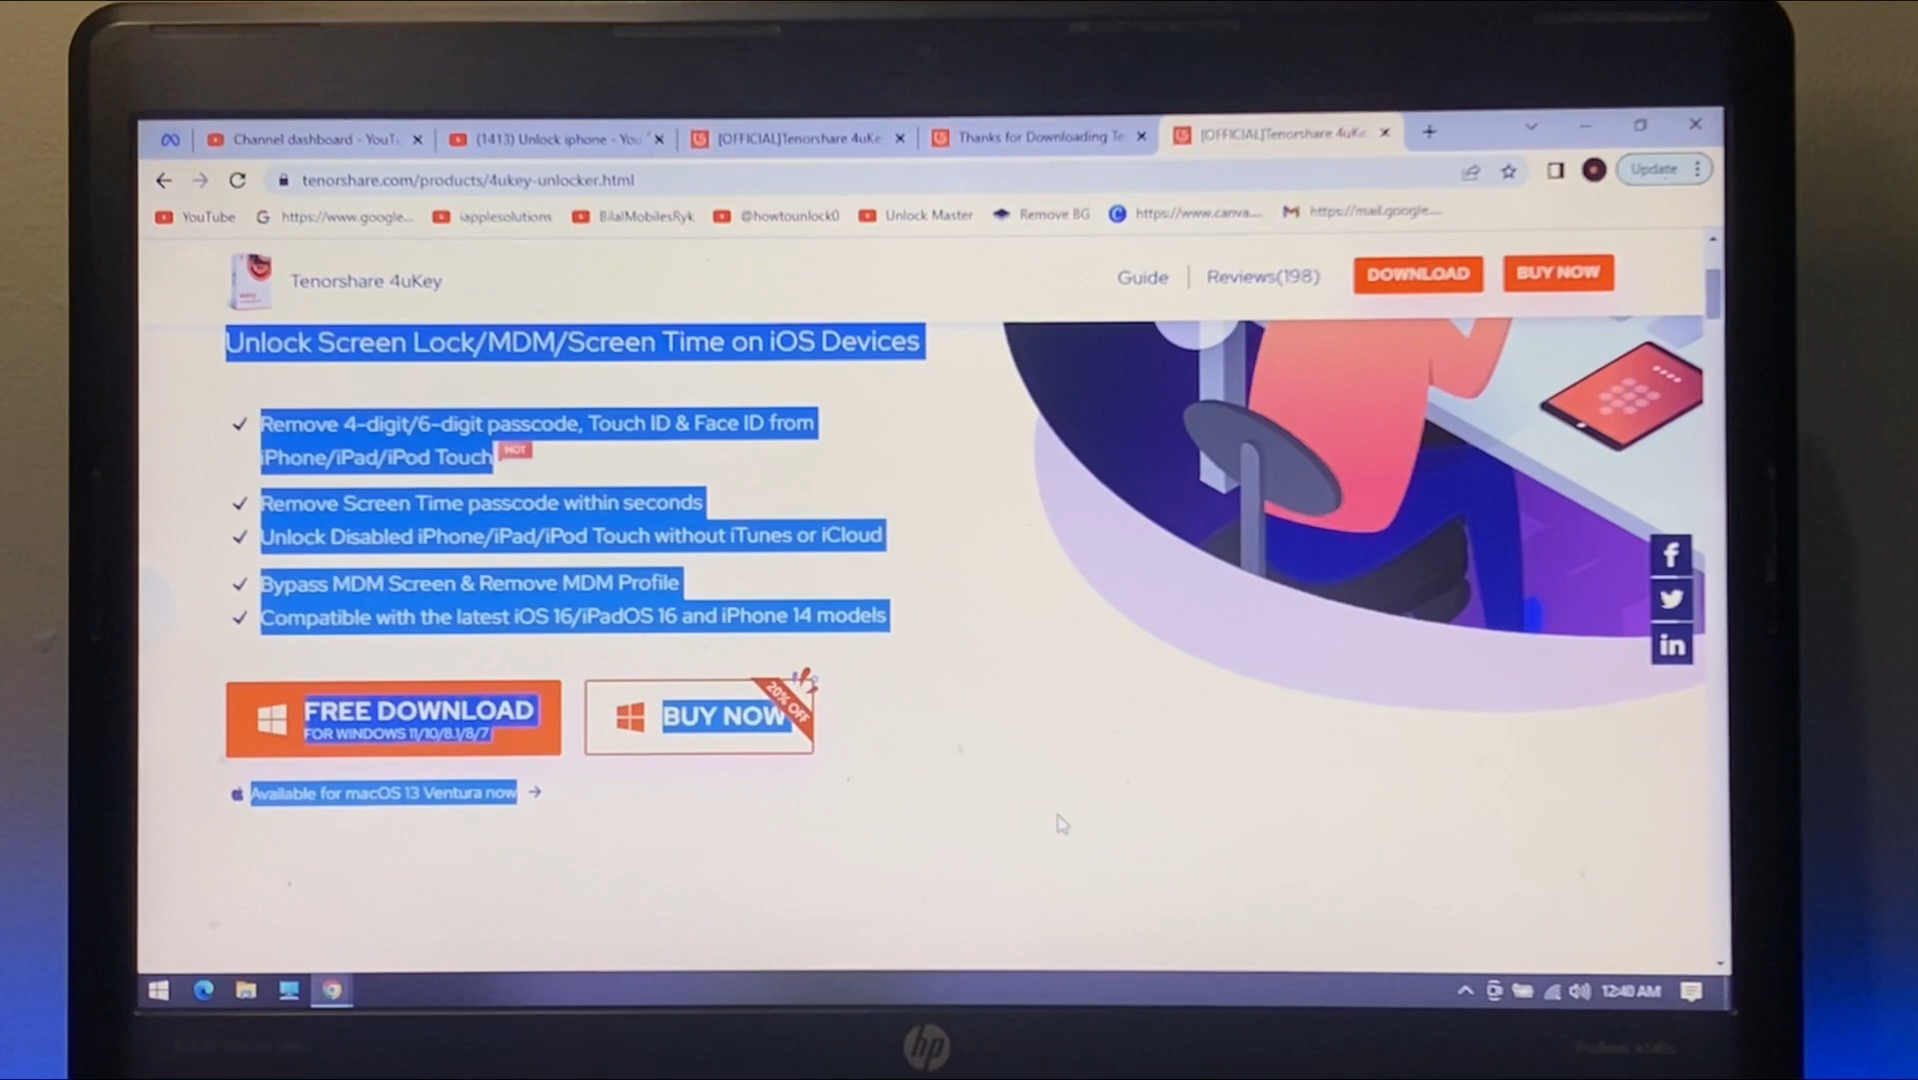 Channel dashboard - YouTu
(1413) Unlock iphone - You
[OFFICIAL]Tenorshare 4uKe
Thanks for Downloading Te
[OFFICIAL]Tenorshare 4uKe
tenorshare.com/products/4ukey-unlocker.html
Update
YouTube
https://www.google...
iapplesolutions
BilalMobilesRyk
@howtounlock0
Unlock Master
Remove BG
https://www.canva....
https://mail.google....
Tenorshare 4uKey
Guide
Reviews(198)
DOWNLOAD
BUY NOW
Unlock Screen Lock/MDM/Screen Time on iOS Devices
Remove 4-digit/6-digit passcode, Touch ID & Face ID from
iPhone/iPad/iPod Touch HOT
Remove Screen Time passcode within seconds
Unlock Disabled iPhone/iPad/iPod Touch without iTunes or iCloud
Bypass MDM Screen & Remove MDM Profile
Compatible with the latest iOS 16/iPadOS 16 and iPhone 14 models
FREE DOWNLOAD
FOR WINDOWS 11/10/8.1/8/7
BUY NOW
20% OFF
Available for macOS 13 Ventura now
f
in
12:40 AM
hp